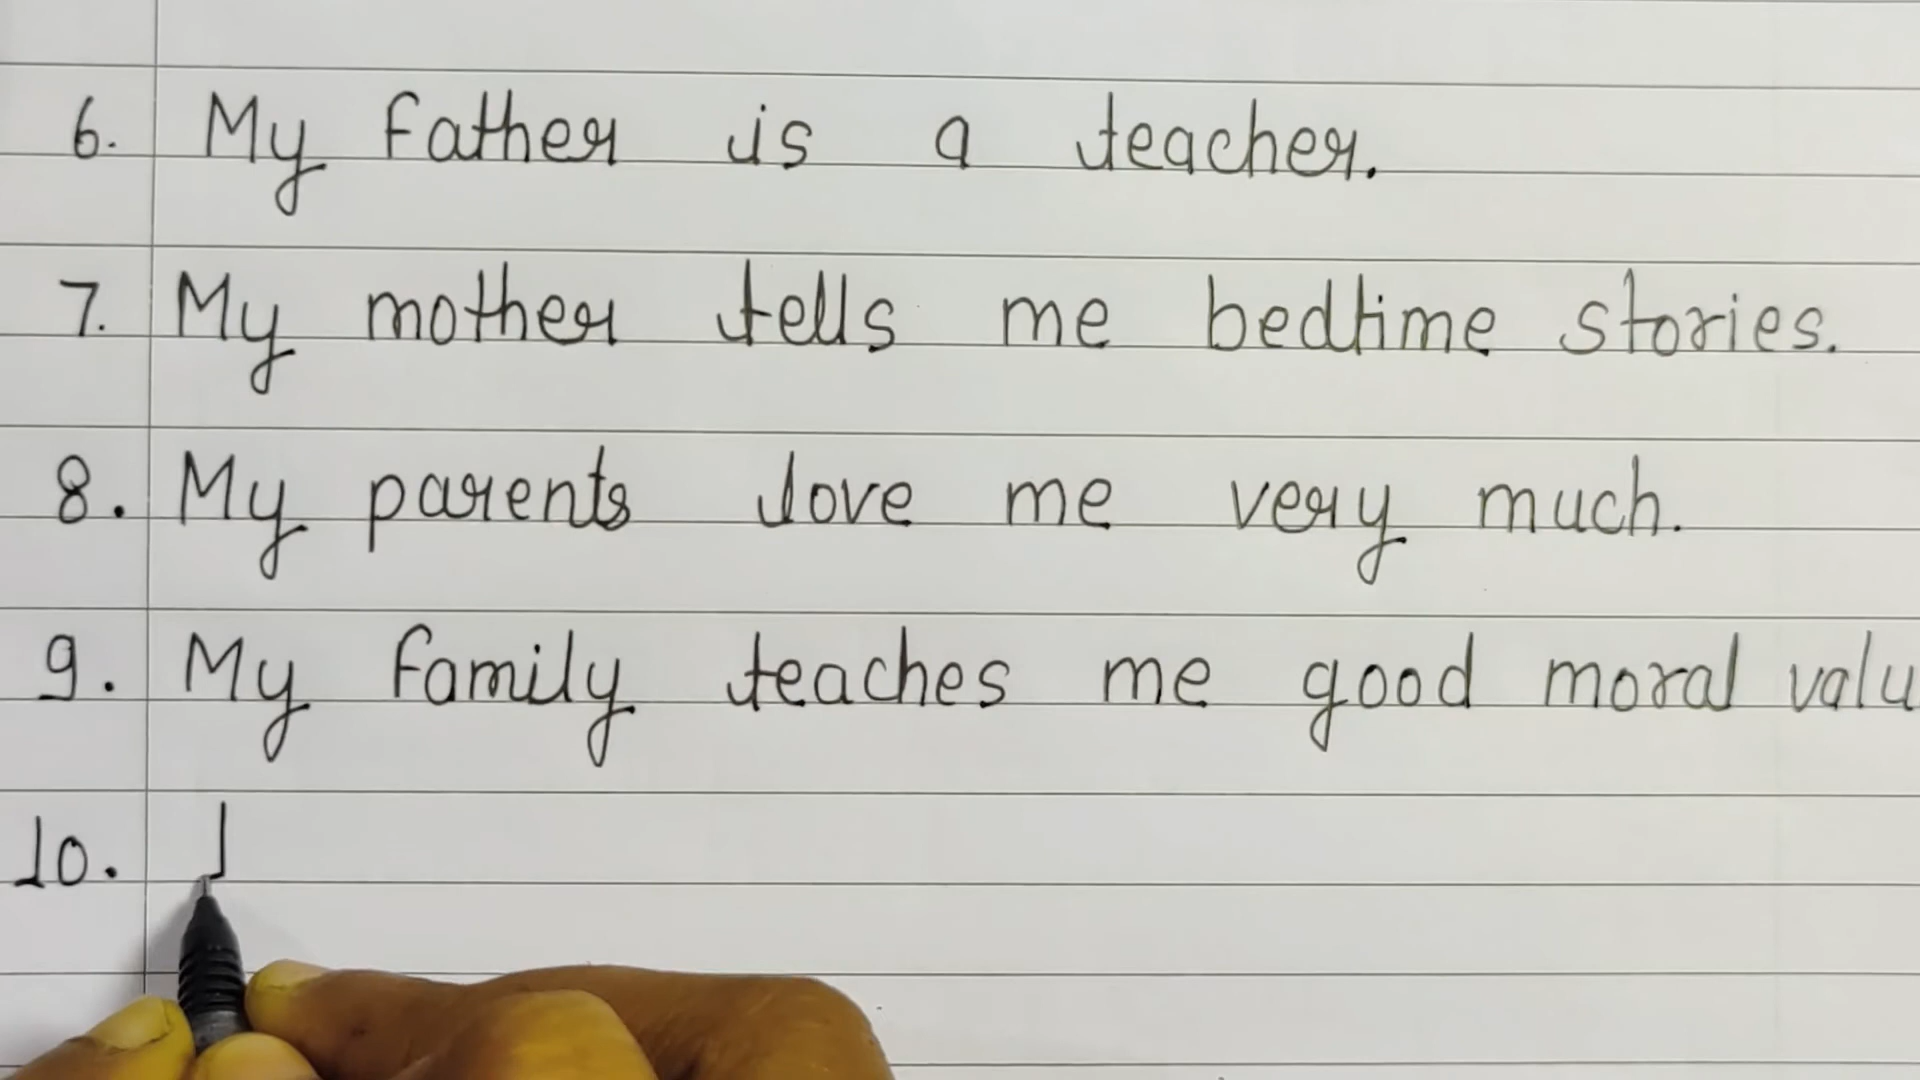 6. My father is a teacher.
7. My mother tells me bedtime stories.
8. My parents love me very much.
9. My family teaches me good moral valu
10.